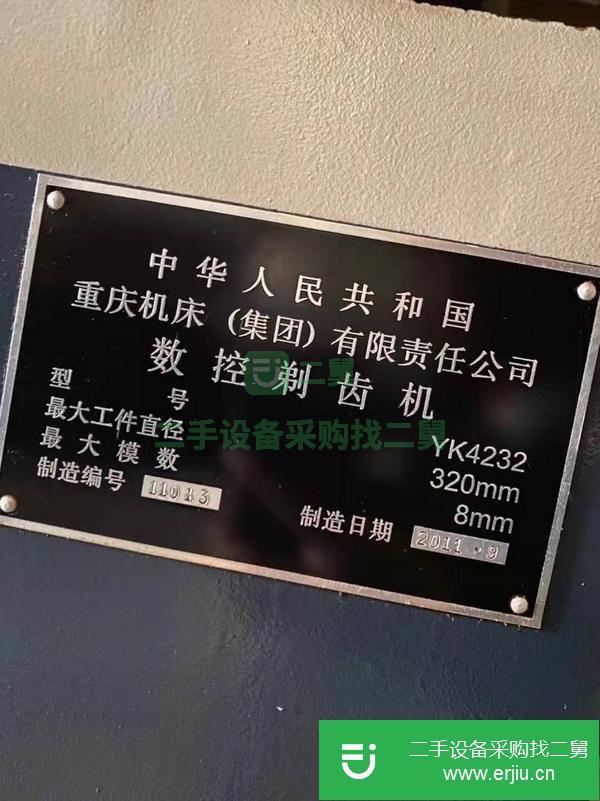 中华人民共和国
重庆机床(集团)有限责任公司
数控剃齿机
型号 YK4232
最大工件直径 320mm
最大模数 8mm
制造编号 11013 制造日期 2011.9
二舅
二手设备采购找二舅
二手设备采购找二舅
www.erjiu.cn